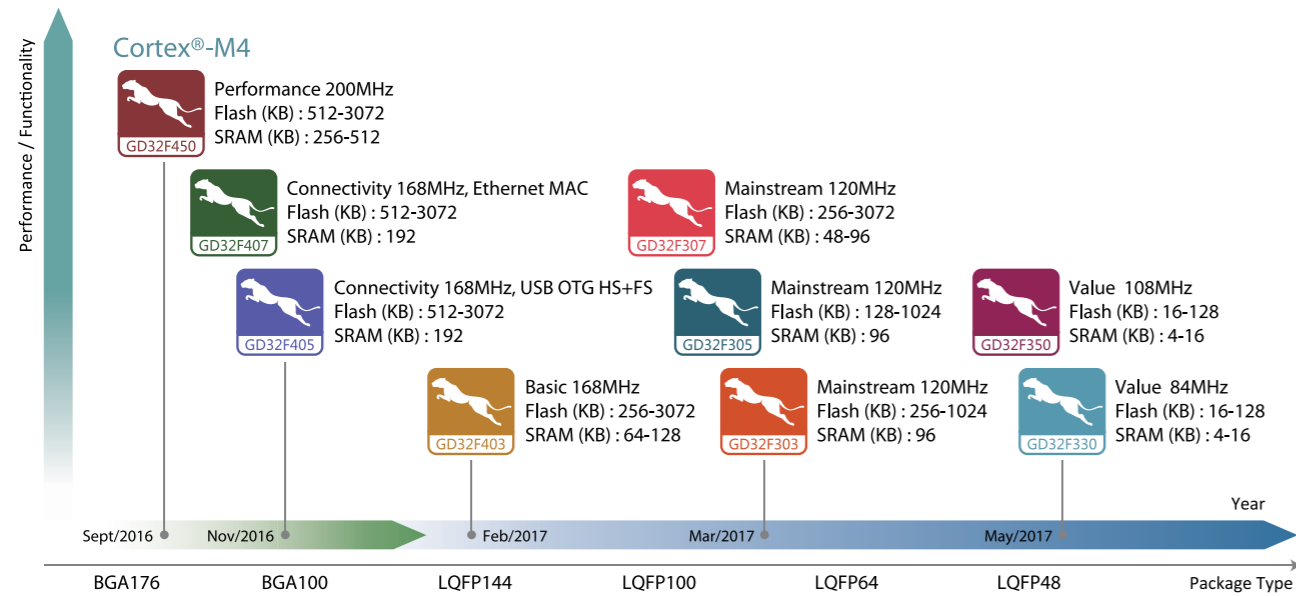 Performance / Functionality
Cortex®-M4
GD32F450
Performance 200MHz
Flash (KB) : 512-3072
SRAM (KB) : 256-512
GD32F407
Connectivity 168MHz, Ethernet MAC
Flash (KB) : 512-3072
SRAM (KB) : 192
GD32F307
Mainstream 120MHz
Flash (KB) : 256-3072
SRAM (KB) : 48-96
GD32F405
Connectivity 168MHz, USB OTG HS+FS
Flash (KB) : 512-3072
SRAM (KB) : 192
GD32F305
Mainstream 120MHz
Flash (KB) : 128-1024
SRAM (KB) : 96
GD32F350
Value 108MHz
Flash (KB) : 16-128
SRAM (KB) : 4-16
GD32F403
Basic 168MHz
Flash (KB) : 256-3072
SRAM (KB) : 64-128
GD32F303
Mainstream 120MHz
Flash (KB) : 256-1024
SRAM (KB) : 96
GD32F330
Value 84MHz
Flash (KB) : 16-128
SRAM (KB) : 4-16
Year
Sept/2016
Nov/2016
Feb/2017
Mar/2017
May/2017
BGA176
BGA100
LQFP144
LQFP100
LQFP64
LQFP48
Package Type